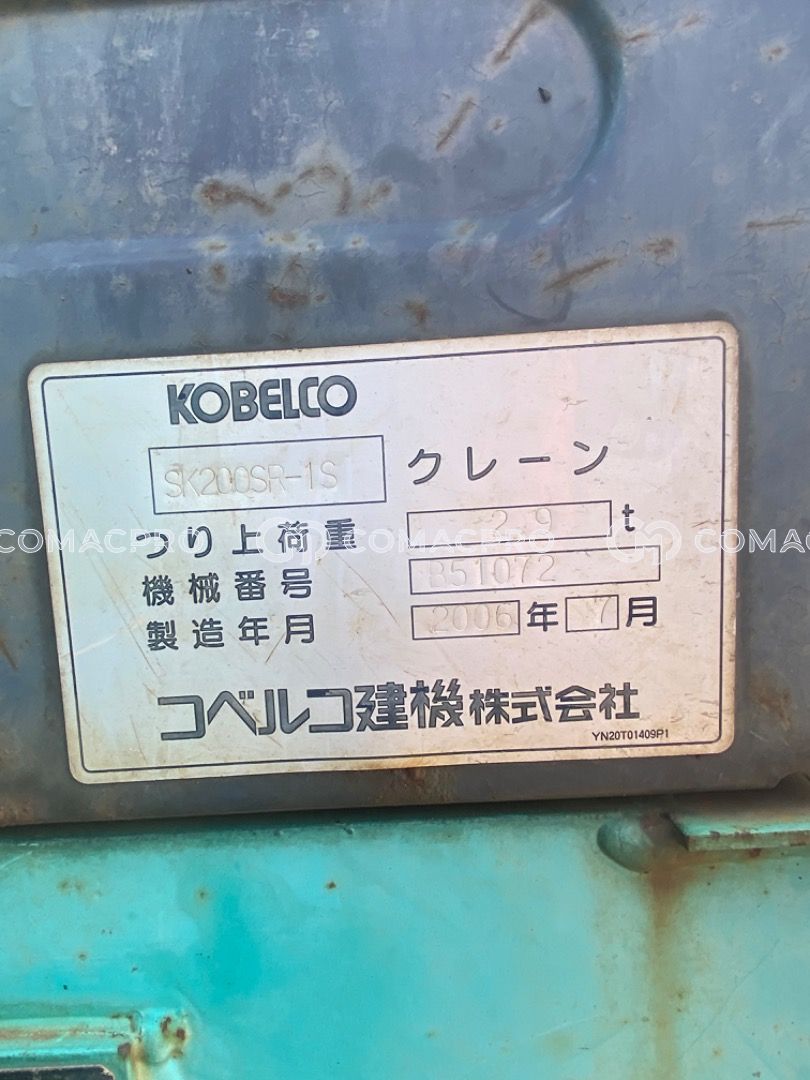 KOBELCO
SK200SR-1S クレーン
つり上荷重 2.9 t
機械番号 B51072
製造年月 2006 年 7 月
コベルコ建機株式会社
YN20T01409P1
COMACPRO COMACPRO COMAC